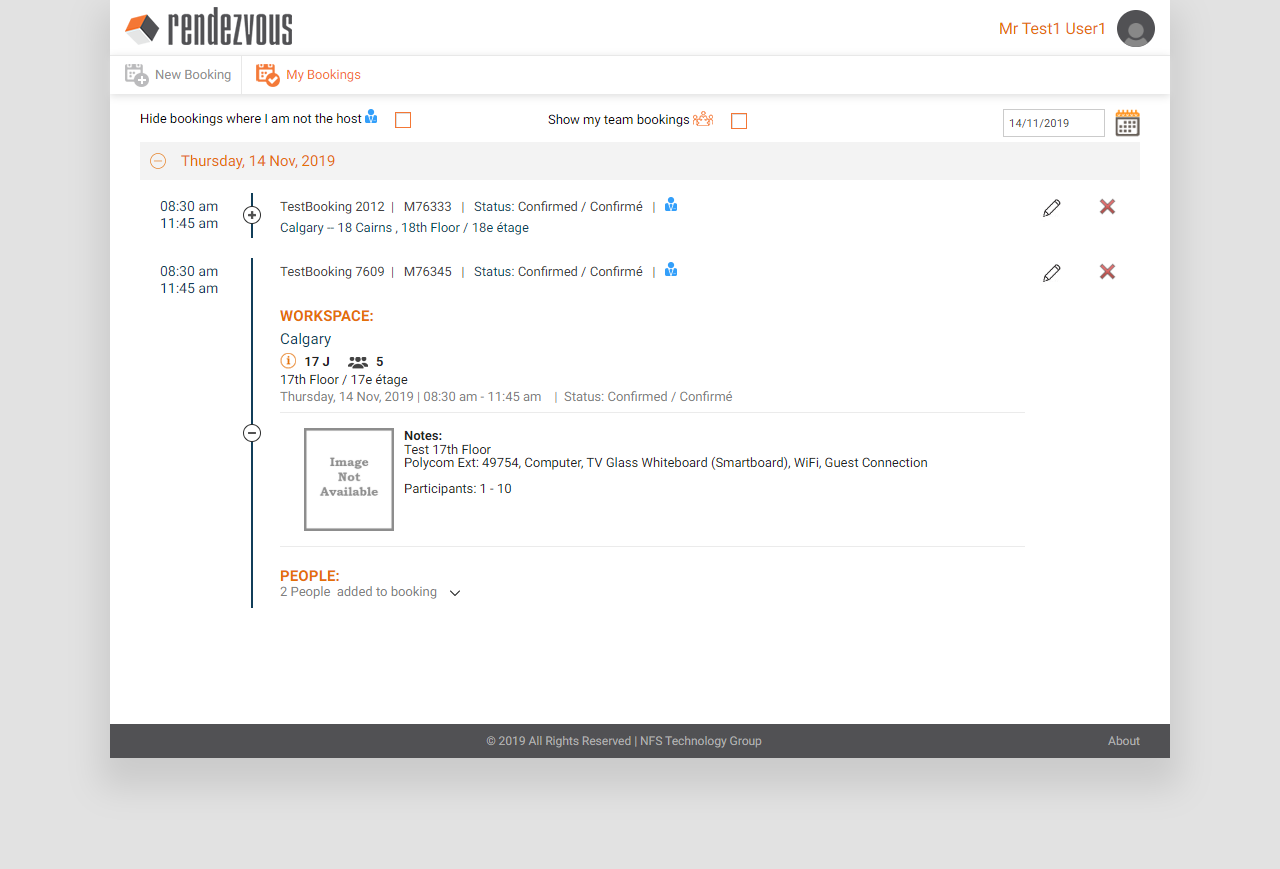 rendezvous
Mr Test1 User1
New Booking
My Bookings
Hide bookings where I am not the host
Show my team bookings
14/11/2019
Thursday, 14 Nov, 2019
08:30 am
11:45 am
TestBooking 2012 | M76333 | Status: Confirmed / Confirmé |
Calgary -- 18 Cairns , 18th Floor / 18e étage
08:30 am
11:45 am
TestBooking 7609 | M76345 | Status: Confirmed / Confirmé |
WORKSPACE:
Calgary
17 J 5
17th Floor / 17e étage
Thursday, 14 Nov, 2019 | 08:30 am - 11:45 am | Status: Confirmed / Confirmé
Image
Not
Available
Notes:
Test 17th Floor
Polycom Ext: 49754, Computer, TV Glass Whiteboard (Smartboard), WiFi, Guest Connection
Participants: 1 - 10
PEOPLE:
2 People added to booking
© 2019 All Rights Reserved | NFS Technology Group
About